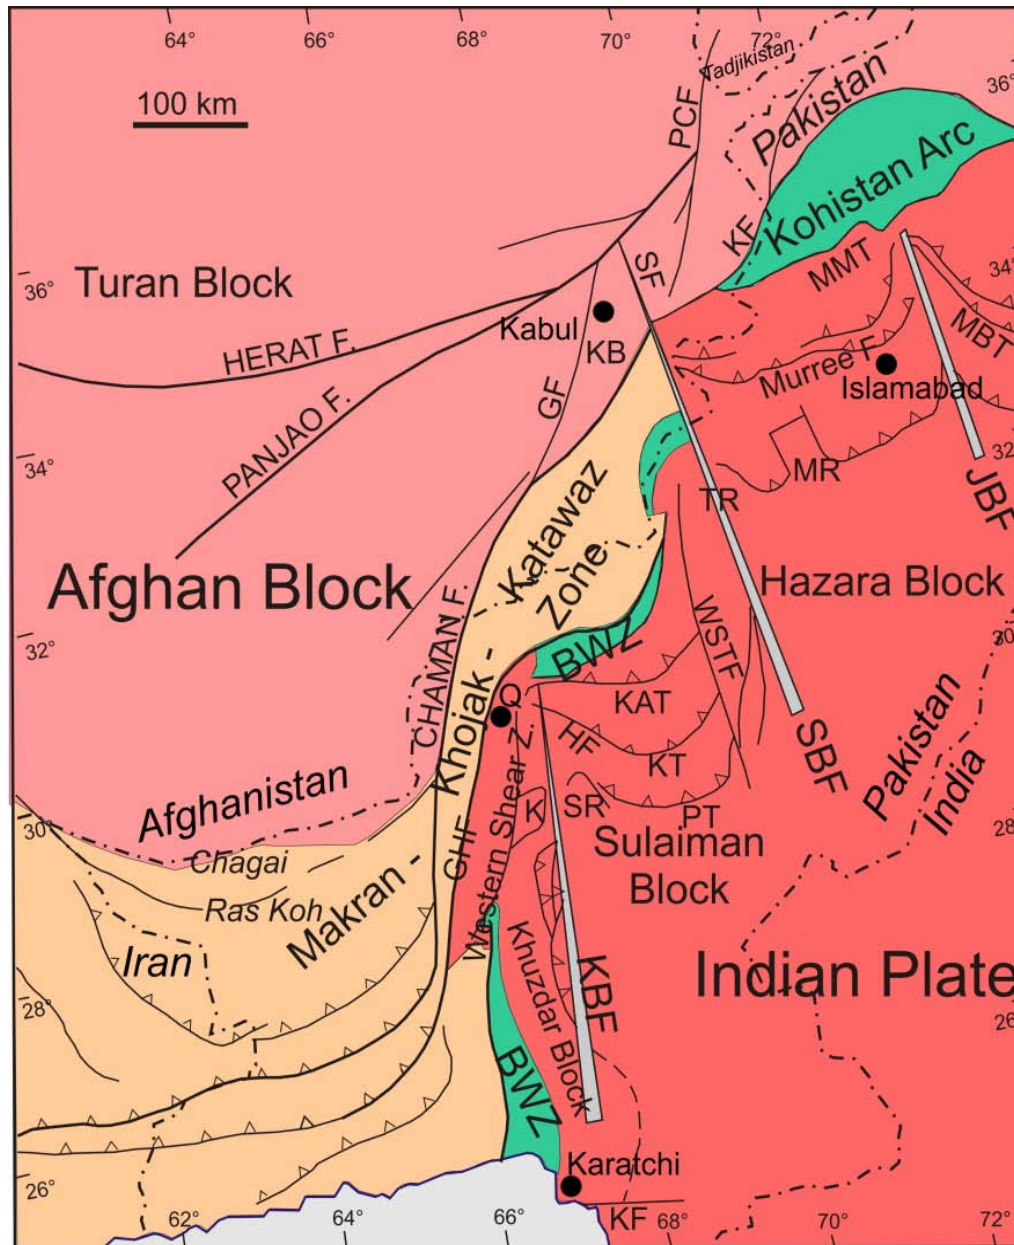 64°
66°
68°
70°
72°
Tadjikistan
36°
100 km
PCF
Pakistan
Kohistan Arc
KF
SF
MMT
34°
36°
Turan Block
Kabul
KB
MBT
HERAT F.
Murree F
Islamabad
GF
PANJAO F.
32°
34°
MR
TR
JBF
Katawaz
Zone
Afghan Block
Hazara Block
WSTF
30°
32°
CHAMAN F.
BWZ
Khojak -
Q
KAT
HF
KT
SBF
Pakistan
India
Afghanistan
30°
Western Shear Z.
K
SR
PT
28°
Sulaiman
Block
Chagai
GHF
Ras Koh
Makran -
Iran
Khuzdar Block
KBF
Indian Plate
28°
26°
BWZ
26°
Karatchi
KF
62°
64°
66°
68°
70°
72°